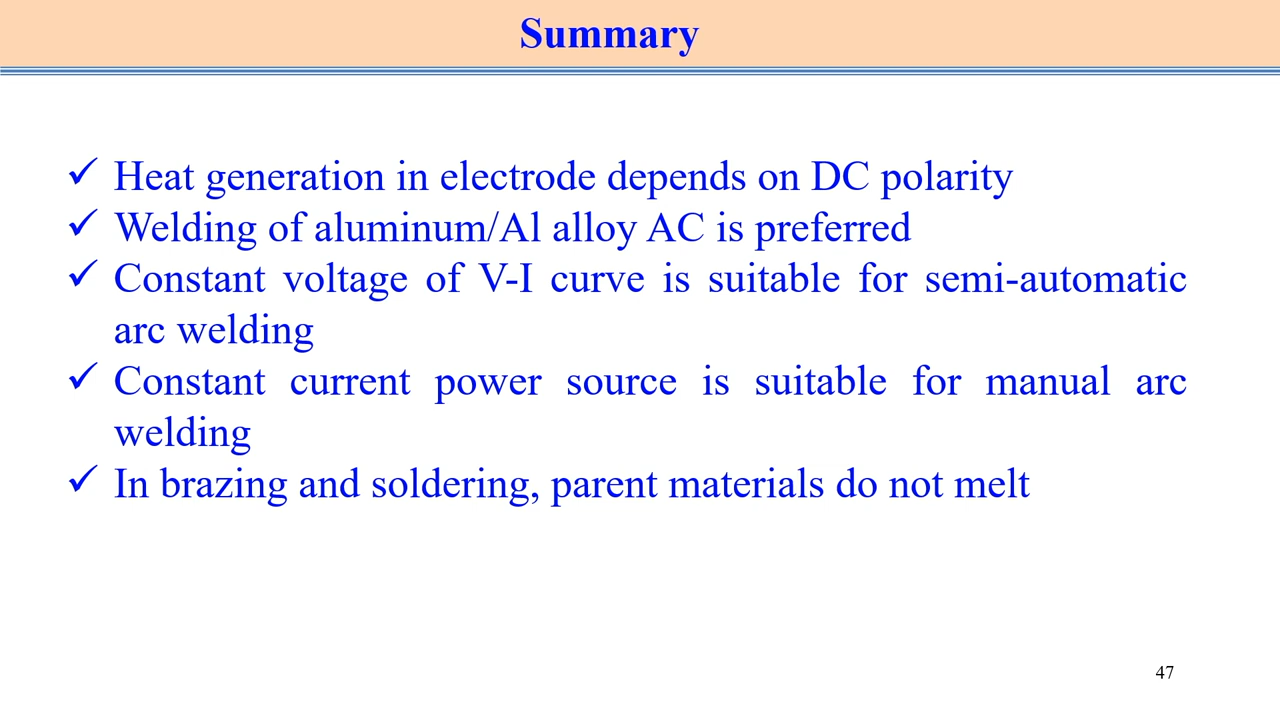 Summary
✓ Heat generation in electrode depends on DC polarity
✓ Welding of aluminum/Al alloy AC is preferred
✓ Constant voltage of V-I curve is suitable for semi-automatic
arc welding
✓ Constant current power source is suitable for manual arc
welding
✓ In brazing and soldering, parent materials do not melt
47